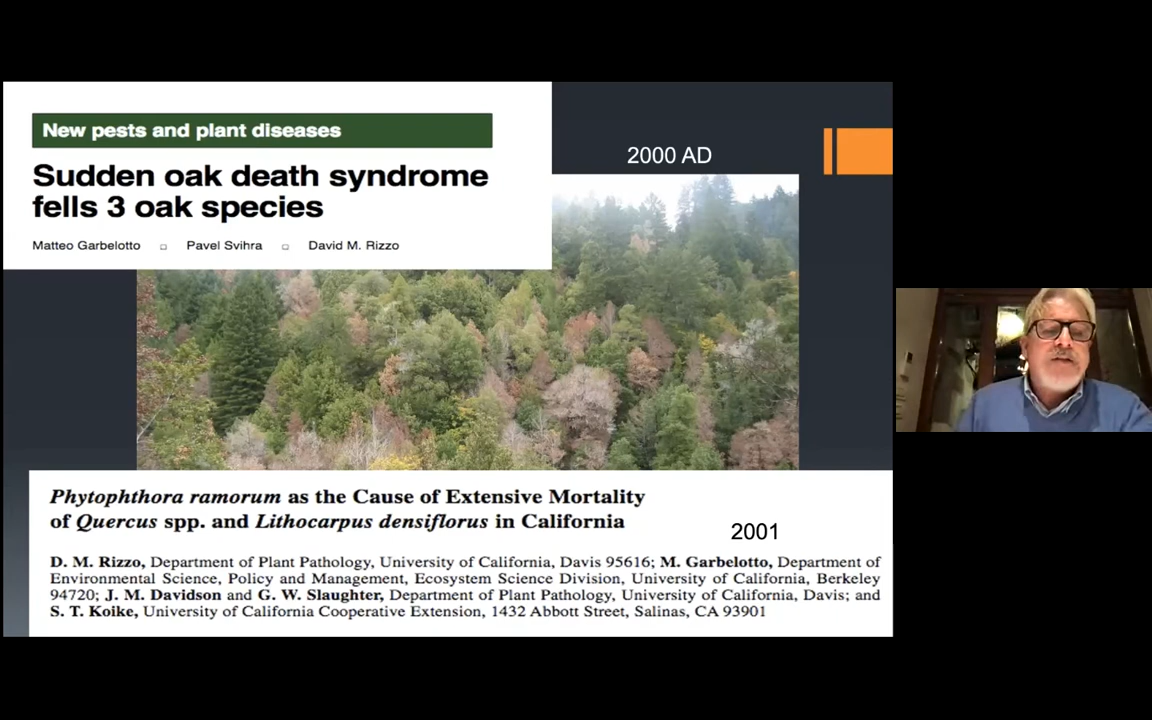 New pests and plant diseases
Sudden oak death syndrome
fells 3 oak species
Matteo Garbelotto □ Pavel Svihra □ David M. Rizzo
2000 AD
Phytophthora ramorum as the Cause of Extensive Mortality
of Quercus spp. and Lithocarpus densiflorus in California
2001
D. M. Rizzo, Department of Plant Pathology, University of California, Davis 95616; M. Garbelotto, Department of
Environmental Science, Policy and Management, Ecosystem Science Division, University of California, Berkeley
94720; J. M. Davidson and G. W. Slaughter, Department of Plant Pathology, University of California, Davis; and
S. T. Koike, University of California Cooperative Extension, 1432 Abbott Street, Salinas, CA 93901